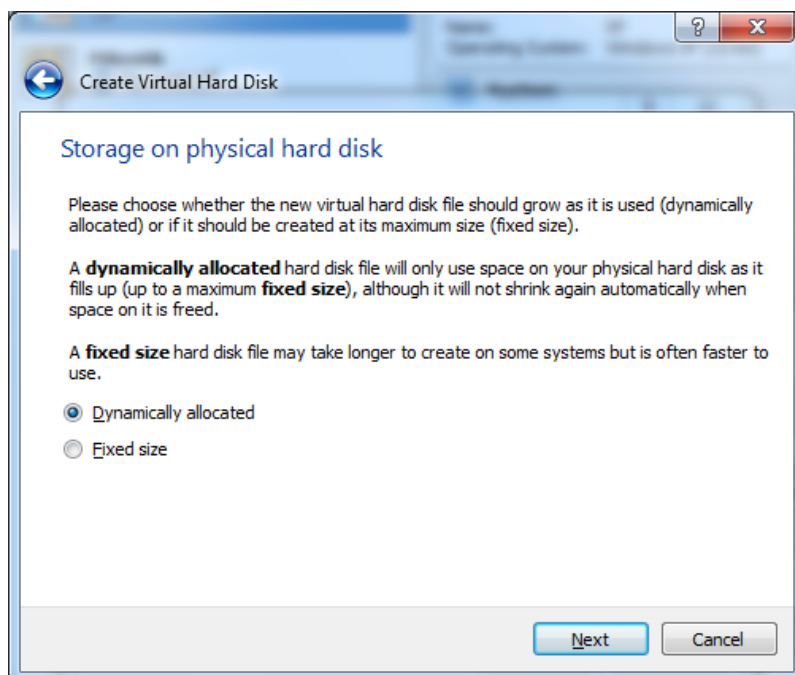 Create Virtual Hard Disk
Storage on physical hard disk
Please choose whether the new virtual hard disk file should grow as it is used (dynamically
allocated) or if it should be created at its maximum size (fixed size).
A dynamically allocated hard disk file will only use space on your physical hard disk as it
fills up (up to a maximum fixed size), although it will not shrink again automatically when
space on it is freed.
A fixed size hard disk file may take longer to create on some systems but is often faster to
use.
Dynamically allocated
Fixed size
Next
Cancel